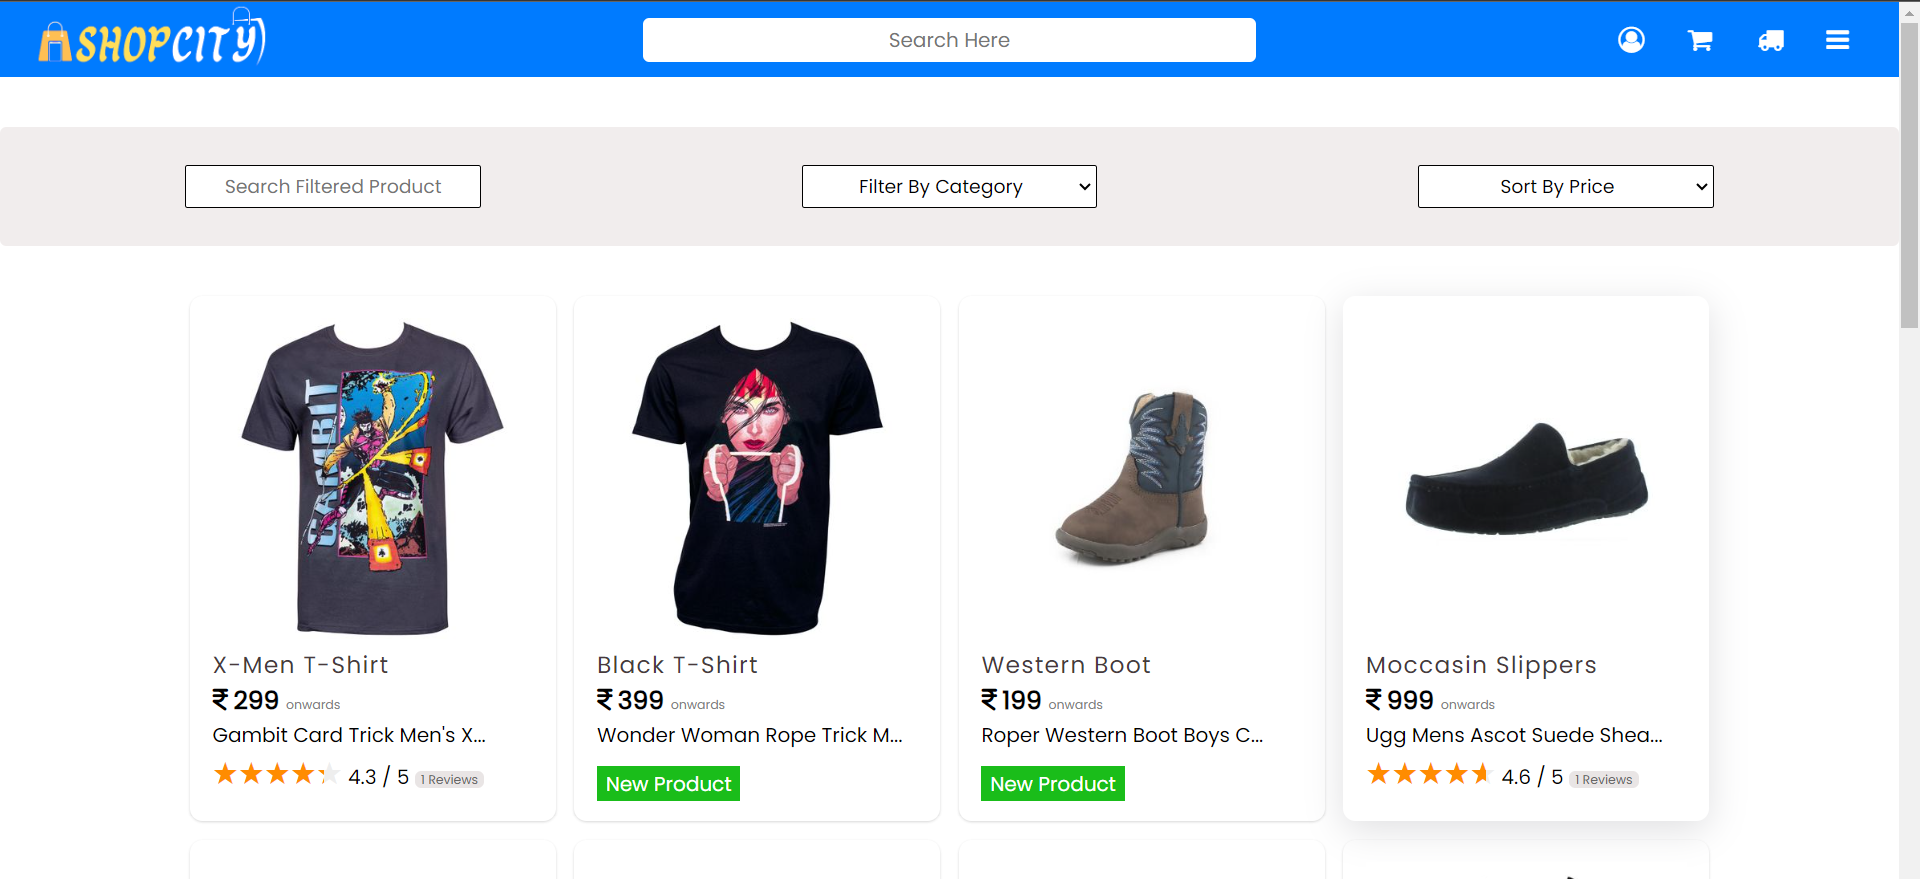 SHOPCITY
Search Here
Search Filtered Product
Filter By Category
Sort By Price
GAMBIT
X-Men T-Shirt
₹ 299 onwards
Gambit Card Trick Men's X...
4.3 / 5 1 Reviews
Black T-Shirt
₹ 399 onwards
Wonder Woman Rope Trick M...
New Product
Western Boot
₹ 199 onwards
Roper Western Boot Boys C...
New Product
Moccasin Slippers
₹ 999 onwards
Ugg Mens Ascot Suede Shea...
4.6 / 5 1 Reviews